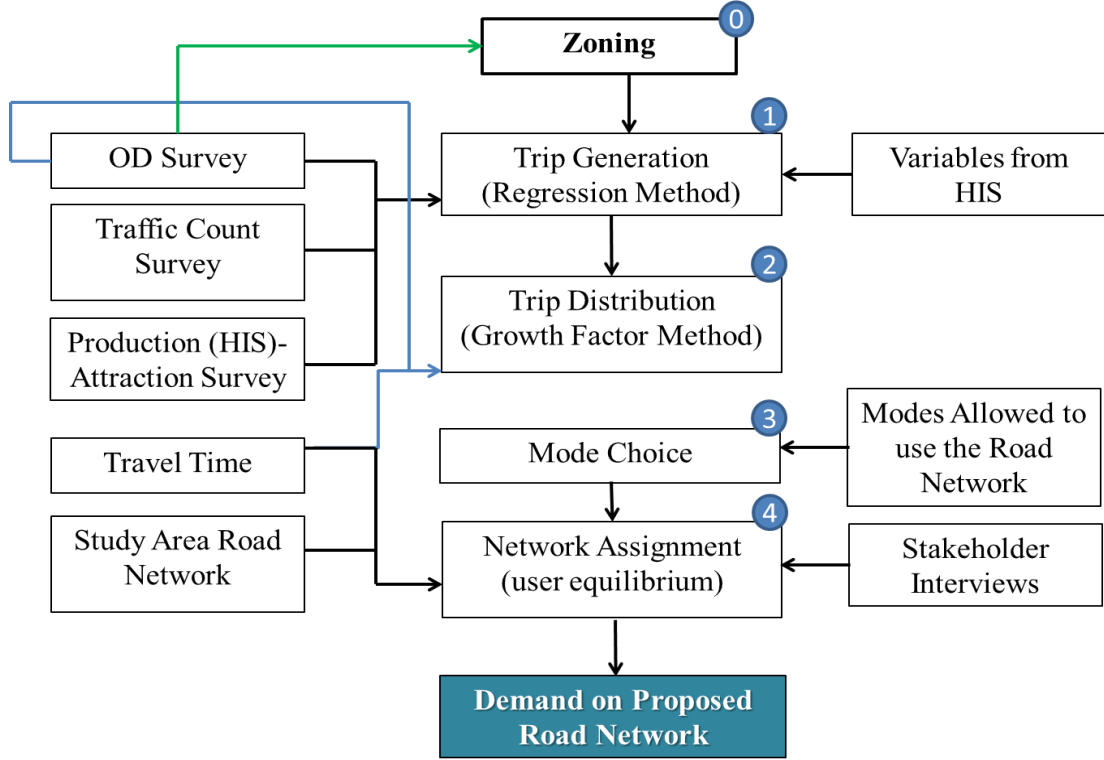 0
Zoning
1
OD Survey
Trip Generation
(Regression Method)
Variables from
HIS
Traffic Count
Survey
2
Trip Distribution
(Growth Factor Method)
Production (HIS)-
Attraction Survey
3
Modes Allowed to
use the Road
Network
Travel Time
Mode Choice
4
Study Area Road
Network
Network Assignment
(user equilibrium)
Stakeholder
Interviews
Demand on Proposed
Road Network